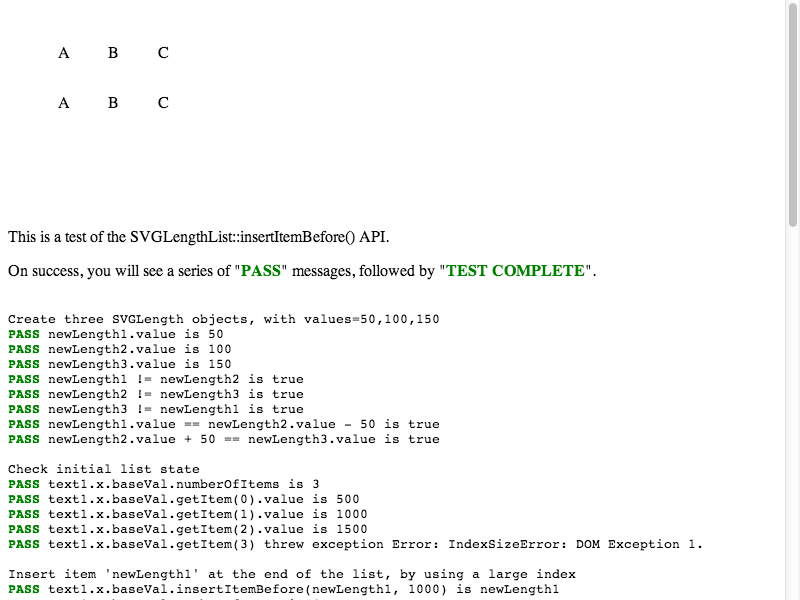 A B C
A B C
This is a test of the SVGLengthList::insertItemBefore() API.
On success, you will see a series of "PASS" messages, followed by "TEST COMPLETE".
Create three SVGLength objects, with values=50,100,150
PASS newLength1.value is 50
PASS newLength2.value is 100
PASS newLength3.value is 150
PASS newLength1 != newLength2 is true
PASS newLength2 != newLength3 is true
PASS newLength3 != newLength1 is true
PASS newLength1.value == newLength2.value - 50 is true
PASS newLength2.value + 50 == newLength3.value is true
Check initial list state
PASS text1.x.baseVal.numberOfItems is 3
PASS text1.x.baseVal.getItem(0).value is 500
PASS text1.x.baseVal.getItem(1).value is 1000
PASS text1.x.baseVal.getItem(2).value is 1500
PASS text1.x.baseVal.getItem(3) threw exception Error: IndexSizeError: DOM Exception 1.
Insert item 'newLength1' at the end of the list, by using a large index
PASS text1.x.baseVal.insertItemBefore(newLength1, 1000) is newLength1